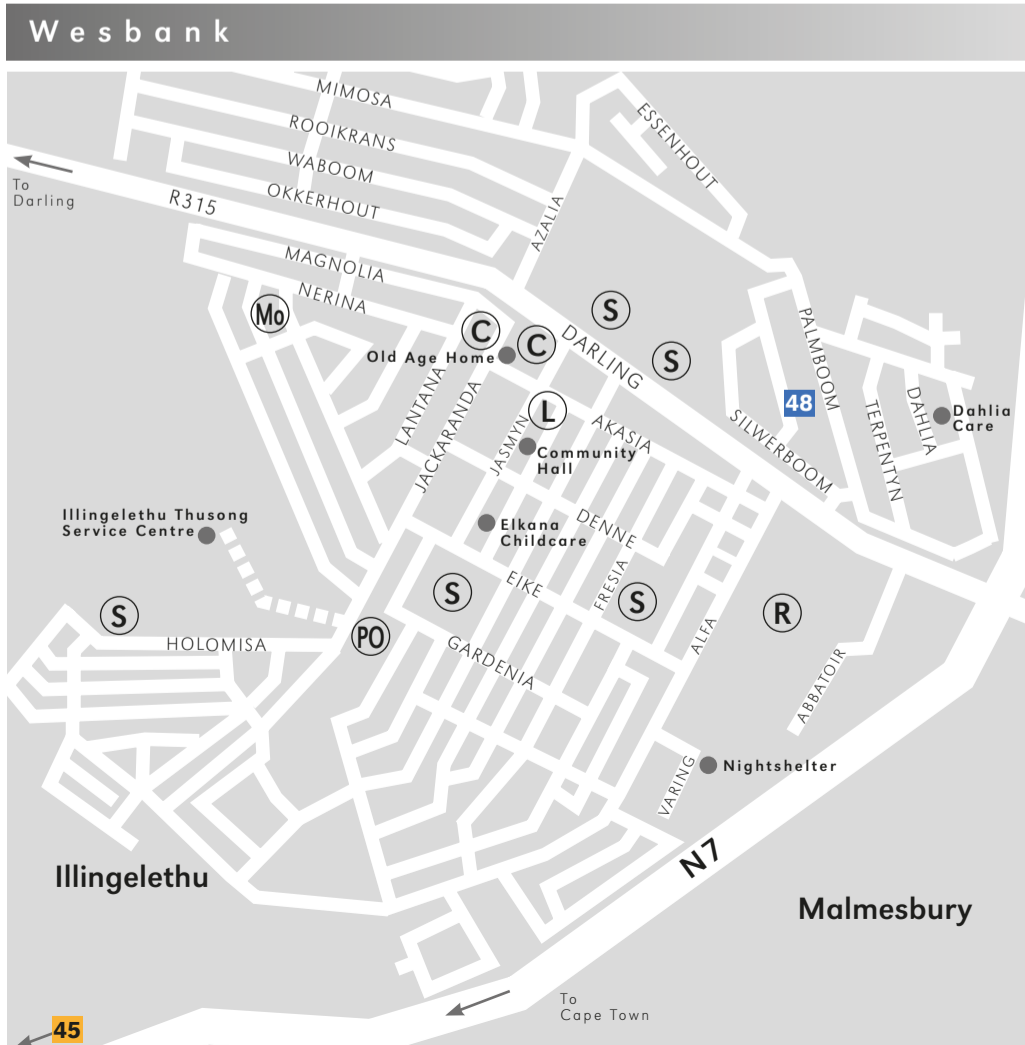 Wesbank
MIMOSA
ROOIKRANS
WABOOM
OKKERHOUT
ESSENHOUT
To
Darling
R315
AZALIA
MAGNOLIA
NERINA
Mo
S
C
C
DARLING
S
Old Age Home
PALMBOOM
48
LANTANA
JACKARANDA
L
JASMYN
AKASIA
SILWERBOOM
TERPENTYN
DAHLIA
Dahlia
Care
Community
Hall
Illingelethu Thusong
Service Centre
Elkana
Childcare
DENNE
EIKE
FRESIA
S
S
S
R
ALFA
PO
HOLOMISA
GARDENIA
ABBATOIR
VARING
Nightshelter
N7
Illingelethu
Malmesbury
To
Cape Town
45